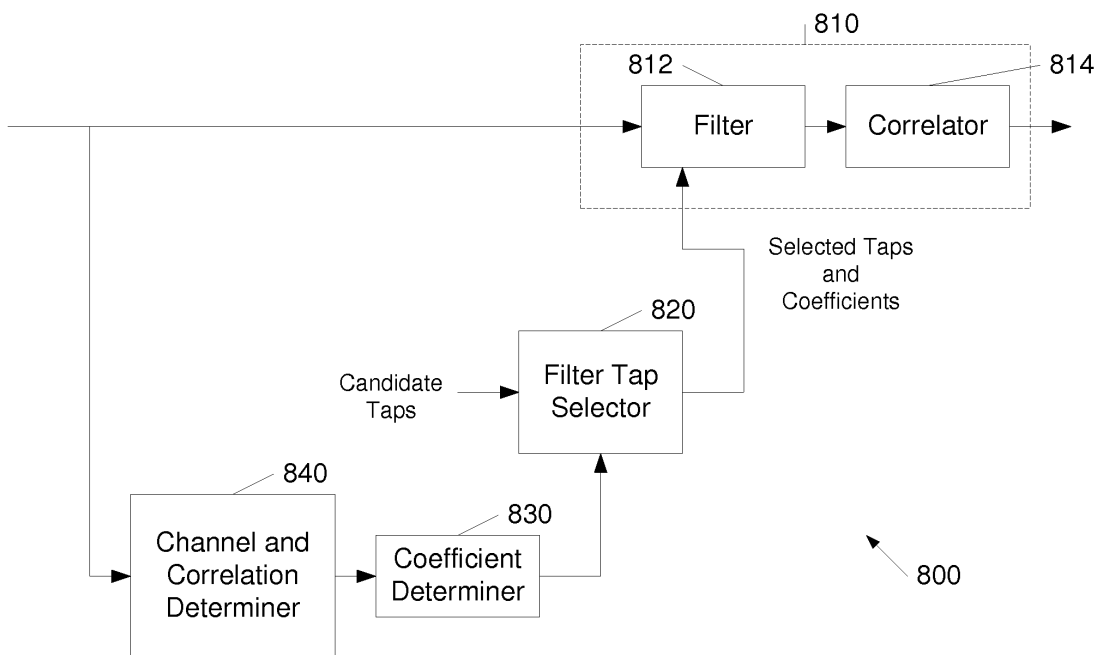 810
812
814
Filter
Correlator
Selected Taps
and
Coefficients
820
Candidate
Taps
Filter Tap
Selector
840
830
Channel and
Correlation
Determiner
Coefficient
Determiner
800